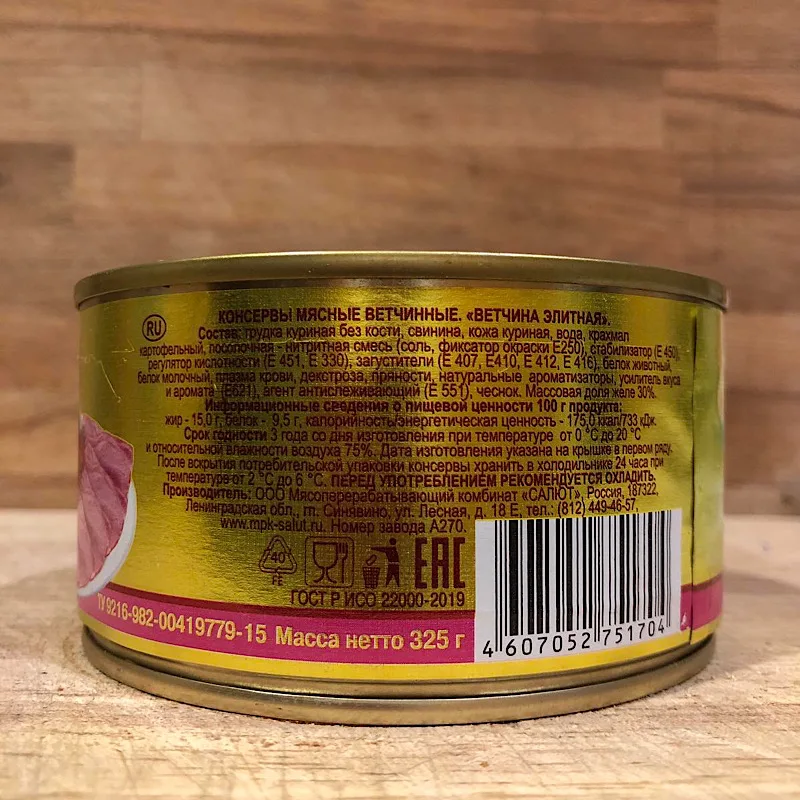 RU
КОНСЕРВЫ МЯСНЫЕ ВЕТЧИННЫЕ. «ВЕТЧИНА ЭЛИТНАЯ».
Состав: грудка куриная без кости, свинина, кожа куриная, вода, крахмал
картофельный, посолочная - нитритная смесь (соль, фиксатор окраски Е250), стабилизатор (Е 450),
регулятор кислотности (Е 451, Е 330), загустители (Е 407, Е410, Е 412, Е 416), белок животный,
белок молочный, плазма крови, декстроза, пряности, натуральные ароматизаторы, усилитель вкуса
и аромата (Е621), агент антислеживающий (Е 551), чеснок. Массовая доля желе 30%.
Информационные сведения о пищевой ценности 100 г продукта:
жир - 15,0 г, белок - 9,5 г, калорийность/энергетическая ценность - 175,0 ккал/733 кДж.
Срок годности 3 года со дня изготовления при температуре от 0 °С до 20 °С
и относительной влажности воздуха 75%. Дата изготовления указана на крышке в первом ряду.
После вскрытия потребительской упаковки консервы хранить в холодильнике 24 часа при
температуре от 2 °С до 6 °С. ПЕРЕД УПОТРЕБЛЕНИЕМ РЕКОМЕНДУЕТСЯ ОХЛАДИТЬ.
Производитель: ООО Мясоперерабатывающий комбинат «САЛЮТ», Россия, 187322,
Ленинградская обл., гп. Синявино, ул. Лесная, д. 18 Е, тел.: (812) 449-46-57,
www.mpk-salut.ru. Номер завода А270.
40
FE
EAC
ГОСТ Р ИСО 22000-2019
ТУ 9216-982-00419779-15 Масса нетто 325 г
4 607052 751704